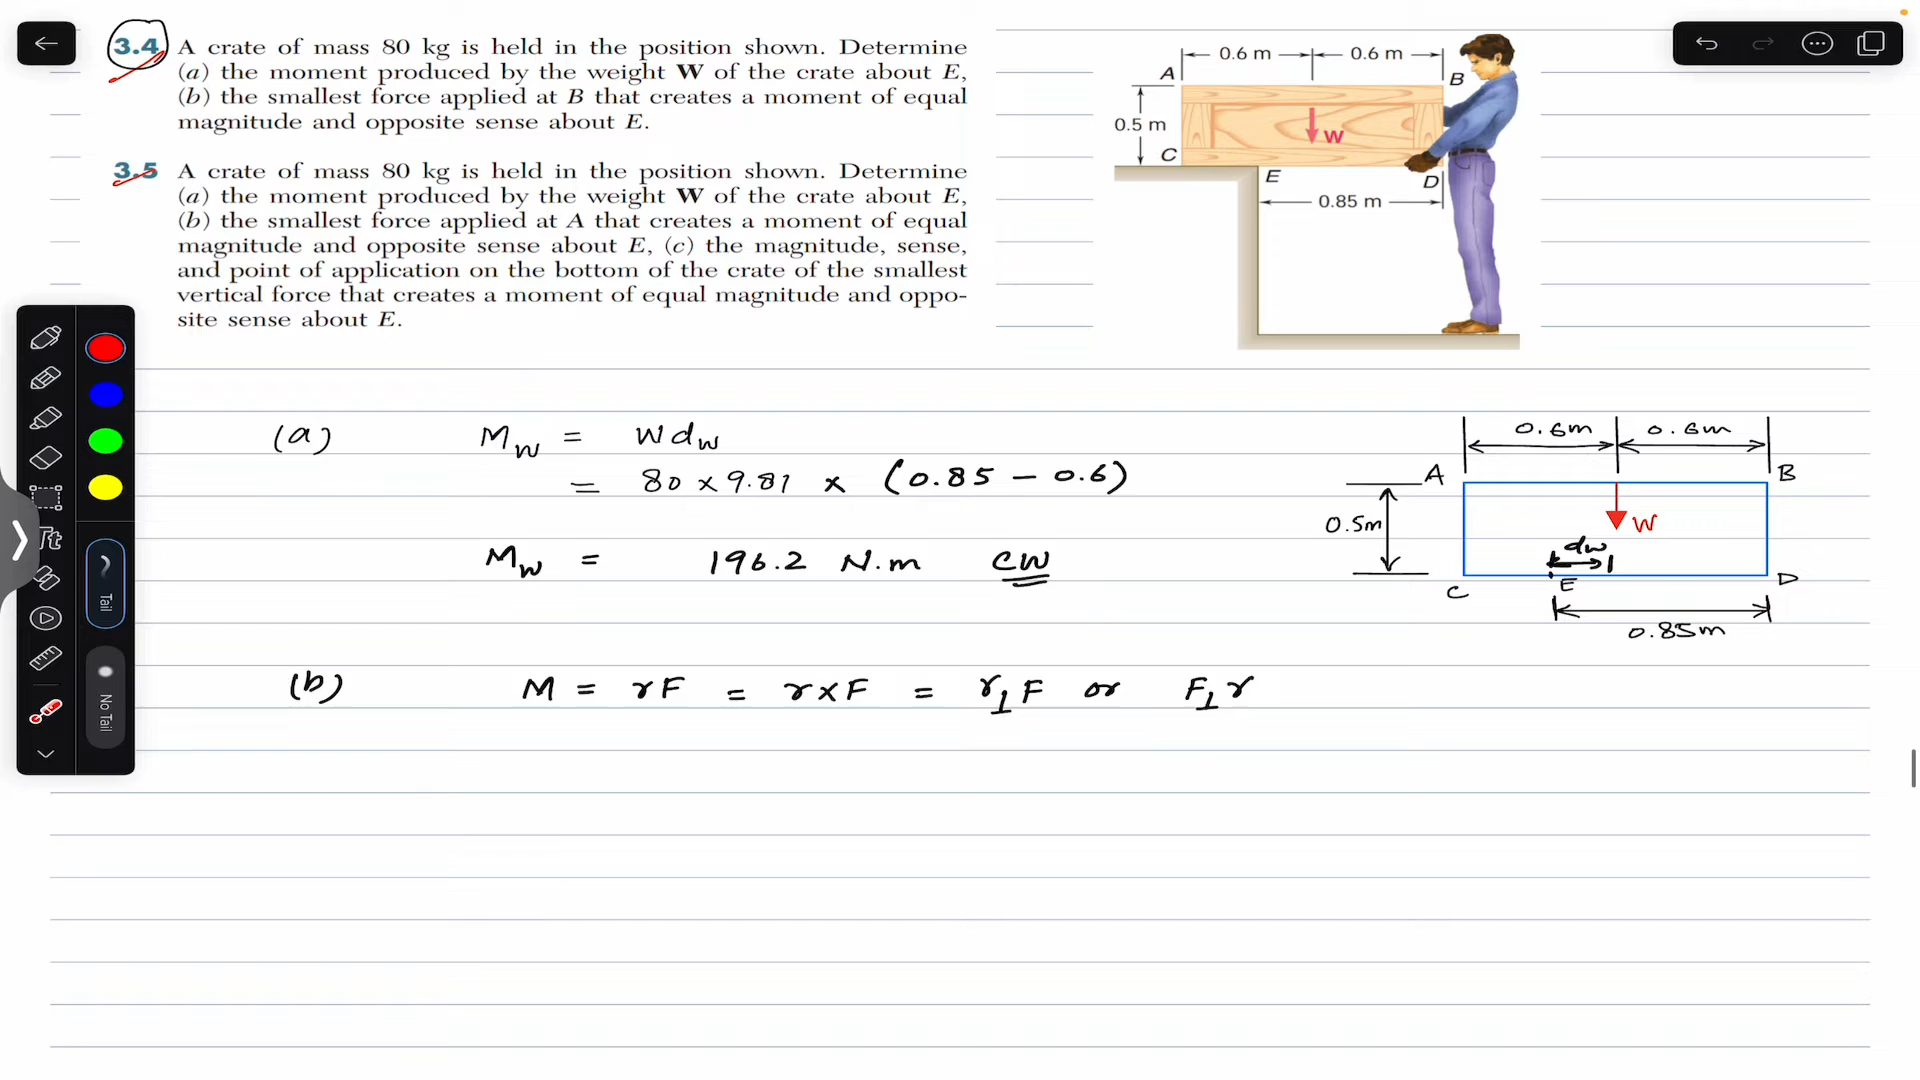 3.4 A crate of mass 80 kg is held in the position shown. Determine
(a) the moment produced by the weight W of the crate about E,
(b) the smallest force applied at B that creates a moment of equal
magnitude and opposite sense about E.
3.5 A crate of mass 80 kg is held in the position shown. Determine
(a) the moment produced by the weight W of the crate about E,
(b) the smallest force applied at A that creates a moment of equal
magnitude and opposite sense about E, (c) the magnitude, sense,
and point of application on the bottom of the crate of the smallest
vertical force that creates a moment of equal magnitude and oppo-
site sense about E.
0.6 m 0.6 m
A B
0.5 m W
C
E D
0.85 m
Tt
Tail
No Tail
(a) Mw = W dw
= 80 × 9.81 × (0.85 − 0.6)
Mw = 196.2 N.m CW
(b) M = rF = r×F = r⊥F or F⊥r
0.6m 0.6m
A B
0.5m W
dw
C E D
0.85m